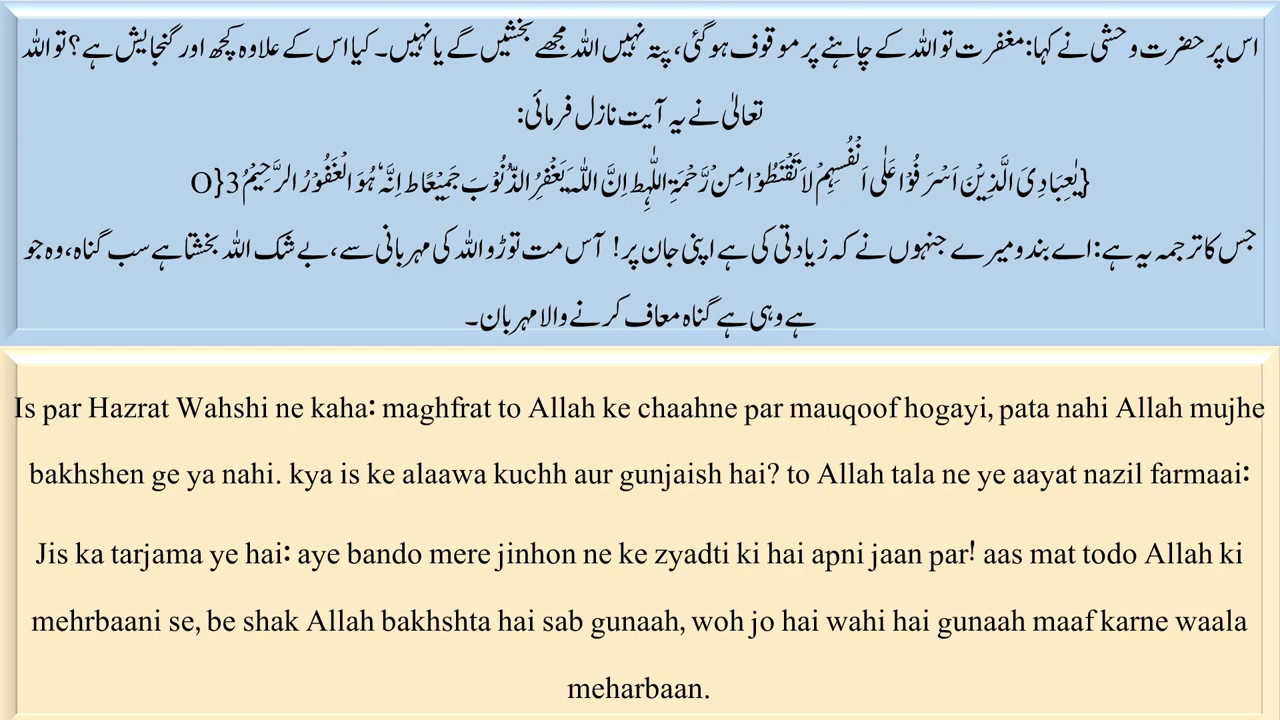 اس پر حضرت وحشی نے کہا: مغفرت تو اللہ کے چاہنے پر موقوف ہوگئی، پتہ نہیں اللہ مجھے بخشیں گے یا نہیں۔ کیا اس کے علاوہ کچھ اور گنجایش ہے؟ تو اللہ
تعالیٰ نے یہ آیت نازل فرمائی:
{یٰعِبَادِیَ الَّذِیْنَ اَسْرَفُوْا عَلٰی اَنْفُسِہِمْ لَا تَقْنَطُوْا مِن رَّحْمَۃِ اللّٰہِط اِنَّ اللّٰہَ یَغْفِرُ الذُّنُوْبَ جَمِیْعًاط اِنَّہٗ ہُوَ الْغَفُوْرُ الرَّحِیْمُ3{O
جس کا ترجمہ یہ ہے: اے بندو میرے جنہوں نے کہ زیادتی کی ہے اپنی جان پر! آس مت توڑو اللہ کی مہربانی سے، بے شک اللہ بخشتا ہے سب گناہ، وہ جو
ہے وہی ہے گناہ معاف کرنے والا مہربان۔
Is par Hazrat Wahshi ne kaha: maghfrat to Allah ke chaahne par mauqoof hogayi, pata nahi Allah mujhe
bakhshen ge ya nahi. kya is ke alaawa kuchh aur gunjaish hai? to Allah tala ne ye aayat nazil farmaai:
Jis ka tarjama ye hai: aye bando mere jinhon ne ke zyadti ki hai apni jaan par! aas mat todo Allah ki
mehrbaani se, be shak Allah bakhshta hai sab gunaah, woh jo hai wahi hai gunaah maaf karne waala
meharbaan.